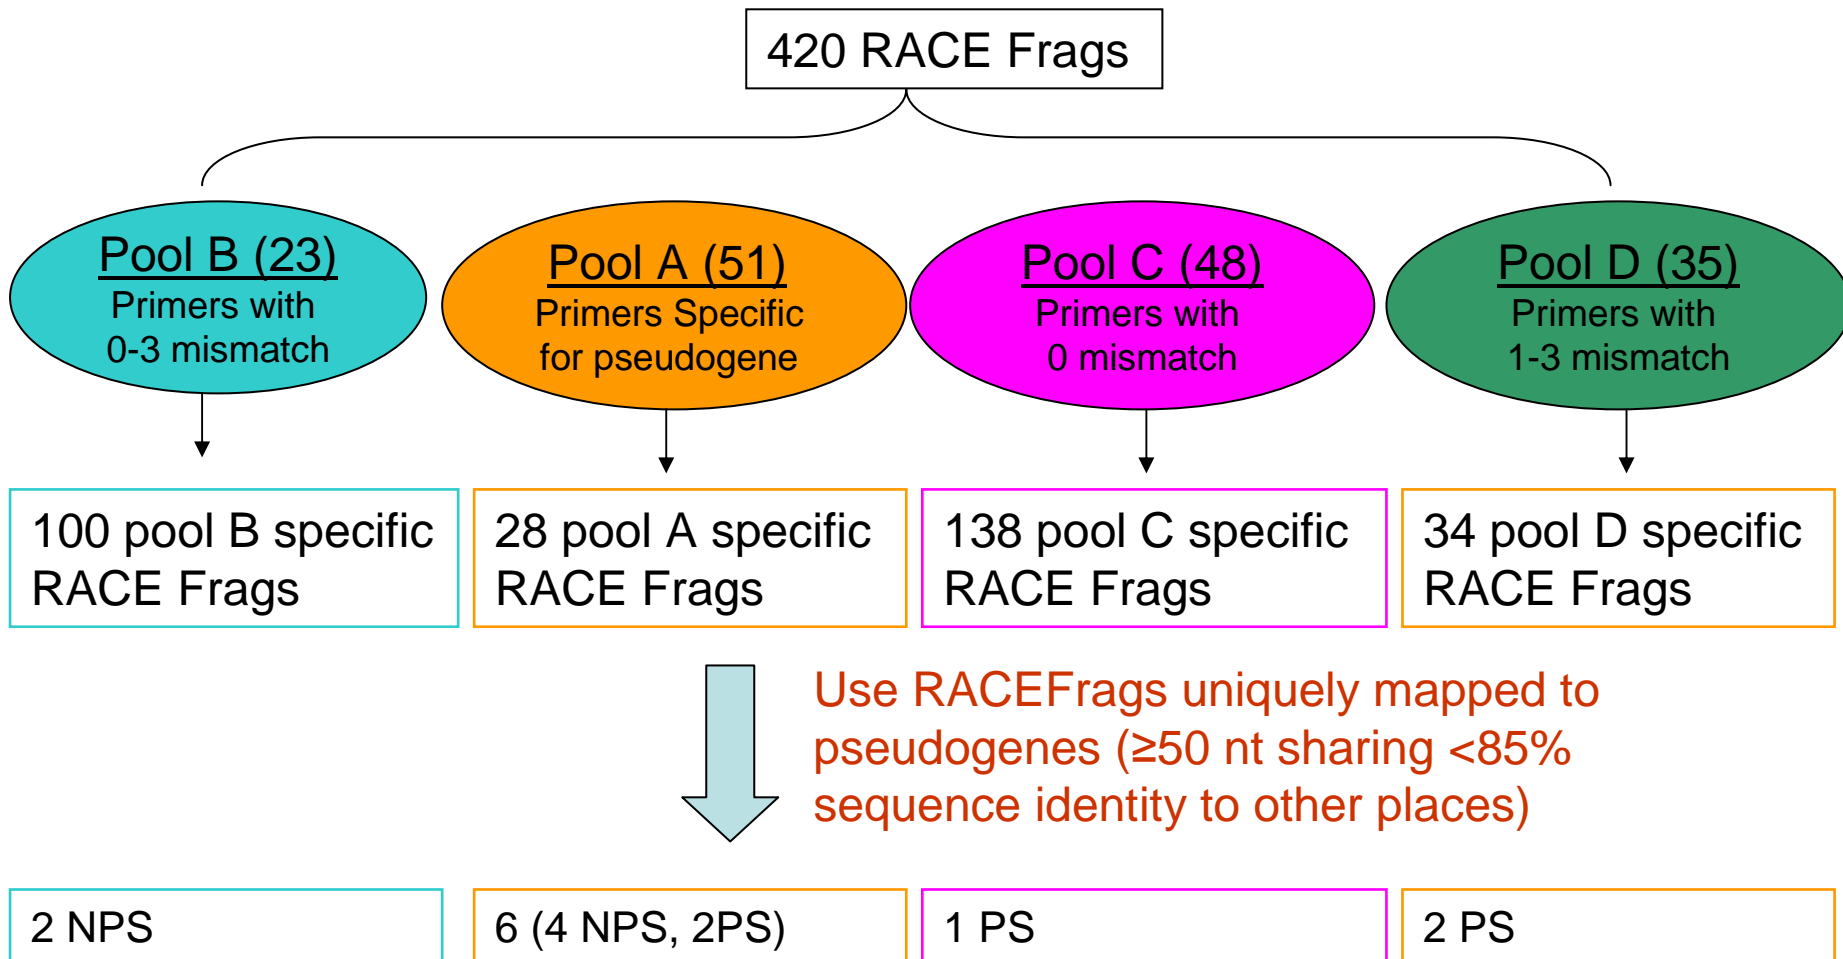 420 RACE Frags
Pool B (23)
Primers with
0-3 mismatch
Pool A (51)
Primers Specific
for pseudogene
Pool C (48)
Primers with
0 mismatch
Pool D (35)
Primers with
1-3 mismatch
100 pool B specific
RACE Frags
28 pool A specific
RACE Frags
138 pool C specific
RACE Frags
34 pool D specific
RACE Frags
Use RACEFrags uniquely mapped to
pseudogenes (≥50 nt sharing <85%
sequence identity to other places)
2 NPS
6 (4 NPS, 2PS)
1 PS
2 PS